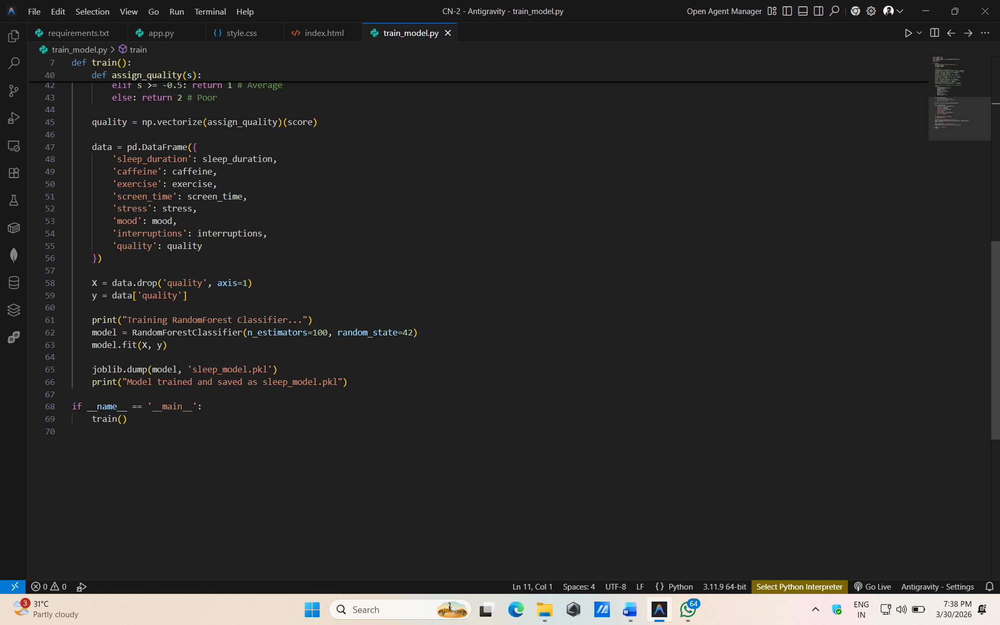 File Edit Selection View Go Run Terminal Help
CN-2 - Antigravity - train_model.py
Open Agent Manager
requirements.txt
app.py
{} style.css
<> index.html
train_model.py
train_model.py > train
7 def train():
40 def assign_quality(s):
42 elif s >= -0.5: return 1 # Average
43 else: return 2 # Poor
44
45 quality = np.vectorize(assign_quality)(score)
46
47 data = pd.DataFrame({
48 'sleep_duration': sleep_duration,
49 'caffeine': caffeine,
50 'exercise': exercise,
51 'screen_time': screen_time,
52 'stress': stress,
53 'mood': mood,
54 'interruptions': interruptions,
55 'quality': quality
56 })
57
58 X = data.drop('quality', axis=1)
59 y = data['quality']
60
61 print("Training RandomForest Classifier...")
62 model = RandomForestClassifier(n_estimators=100, random_state=42)
63 model.fit(X, y)
64
65 joblib.dump(model, 'sleep_model.pkl')
66 print("Model trained and saved as sleep_model.pkl")
67
68 if __name__ == '__main__':
69 train()
70
0 0
Ln 11, Col 1 Spaces: 4 UTF-8 LF {} Python 3.11.9 64-bit Select Python Interpreter Go Live Antigravity - Settings
3
31°C
Partly cloudy
Search
W
64
ENG
IN
7:38 PM
3/30/2026